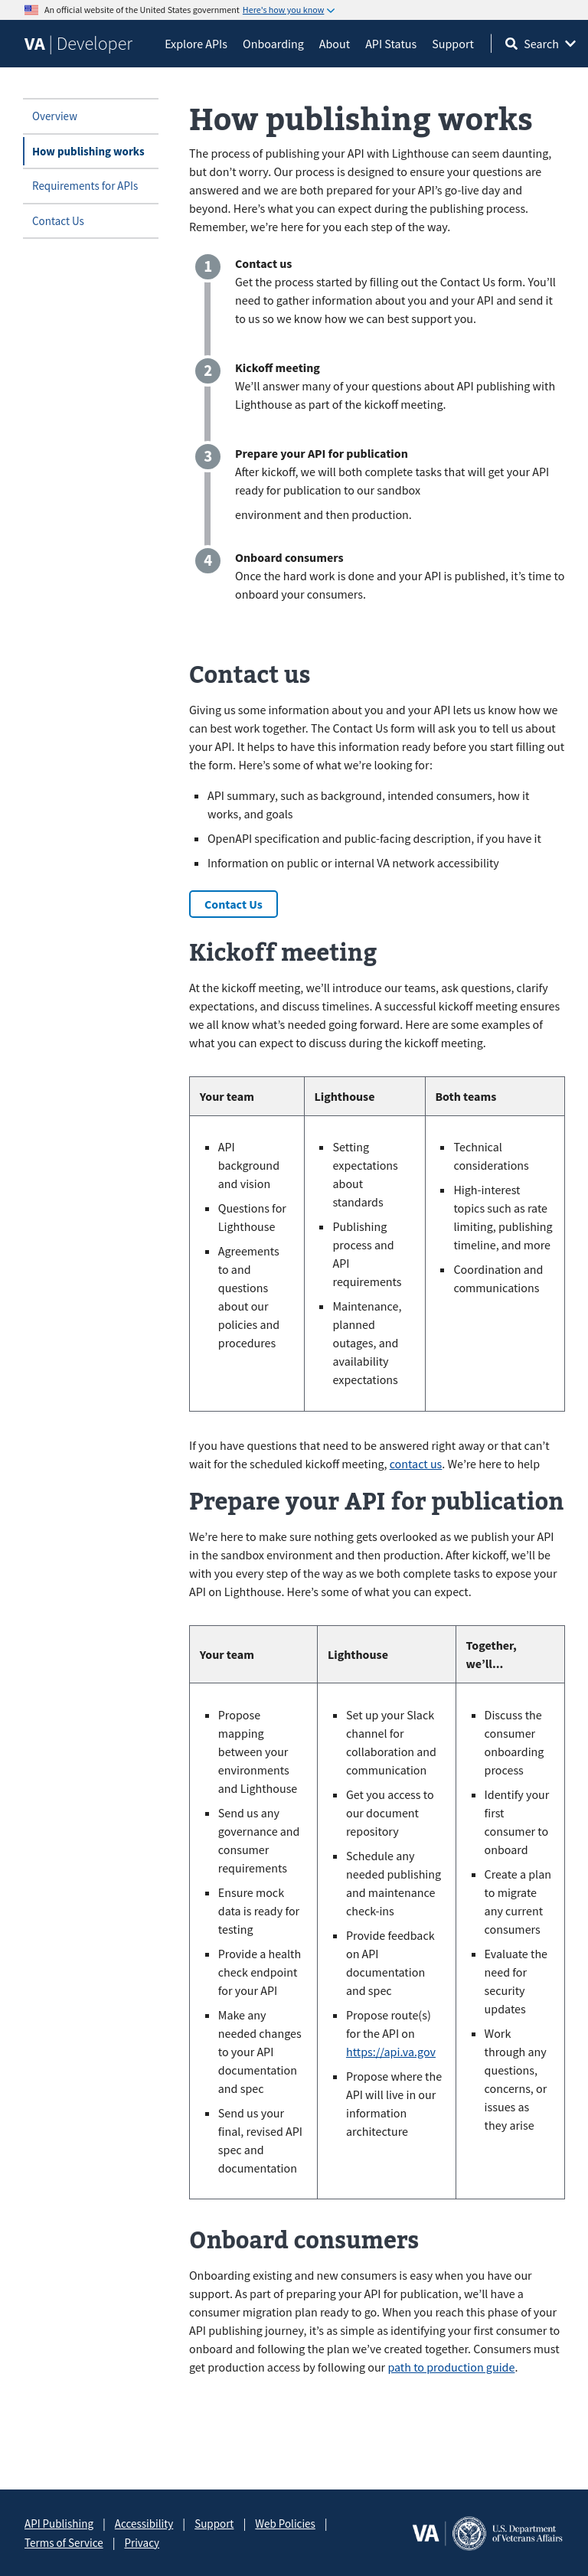 An official website of the United States government Here's how you know
VA | Developer
Explore APIs
Onboarding
About
API Status
Support
Search
Overview
How publishing works
Requirements for APIs
Contact Us
How publishing works
The process of publishing your API with Lighthouse can seem daunting,
but don’t worry. Our process is designed to ensure your questions are
answered and we are both prepared for your API’s go-live day and
beyond. Here’s what you can expect during the publishing process.
Remember, we’re here for you each step of the way.
1
Contact us
Get the process started by filling out the Contact Us form. You’ll
need to gather information about you and your API and send it
to us so we know how we can best support you.
2
Kickoff meeting
We’ll answer many of your questions about API publishing with
Lighthouse as part of the kickoff meeting.
3
Prepare your API for publication
After kickoff, we will both complete tasks that will get your API
ready for publication to our sandbox
environment and then production.
4
Onboard consumers
Once the hard work is done and your API is published, it’s time to
onboard your consumers.
Contact us
Giving us some information about you and your API lets us know how we
can best work together. The Contact Us form will ask you to tell us about
your API. It helps to have this information ready before you start filling out
the form. Here’s some of what we’re looking for:
API summary, such as background, intended consumers, how it
works, and goals
OpenAPI specification and public-facing description, if you have it
Information on public or internal VA network accessibility
Contact Us
Kickoff meeting
At the kickoff meeting, we’ll introduce our teams, ask questions, clarify
expectations, and discuss timelines. A successful kickoff meeting ensures
we all know what’s needed going forward. Here are some examples of
what you can expect to discuss during the kickoff meeting.
Your team
Lighthouse
Both teams
API
background
and vision
Questions for
Lighthouse
Agreements
to and
questions
about our
policies and
procedures
Setting
expectations
about
standards
Publishing
process and
API
requirements
Maintenance,
planned
outages, and
availability
expectations
Technical
considerations
High-interest
topics such as rate
limiting, publishing
timeline, and more
Coordination and
communications
If you have questions that need to be answered right away or that can’t
wait for the scheduled kickoff meeting, contact us. We’re here to help
Prepare your API for publication
We’re here to make sure nothing gets overlooked as we publish your API
in the sandbox environment and then production. After kickoff, we’ll be
with you every step of the way as we both complete tasks to expose your
API on Lighthouse. Here’s some of what you can expect.
Your team
Lighthouse
Together,
we’ll...
Propose
mapping
between your
environments
and Lighthouse
Send us any
governance and
consumer
requirements
Ensure mock
data is ready for
testing
Provide a health
check endpoint
for your API
Make any
needed changes
to your API
documentation
and spec
Send us your
final, revised API
spec and
documentation
Set up your Slack
channel for
collaboration and
communication
Get you access to
our document
repository
Schedule any
needed publishing
and maintenance
check-ins
Provide feedback
on API
documentation
and spec
Propose route(s)
for the API on
https://api.va.gov
Propose where the
API will live in our
information
architecture
Discuss the
consumer
onboarding
process
Identify your
first
consumer to
onboard
Create a plan
to migrate
any current
consumers
Evaluate the
need for
security
updates
Work
through any
questions,
concerns, or
issues as
they arise
Onboard consumers
Onboarding existing and new consumers is easy when you have our
support. As part of preparing your API for publication, we’ll have a
consumer migration plan ready to go. When you reach this phase of your
API publishing journey, it’s as simple as identifying your first consumer to
onboard and following the plan we’ve created together. Consumers must
get production access by following our path to production guide.
API Publishing | Accessibility | Support | Web Policies |
Terms of Service | Privacy
VA
U.S. Department
of Veterans Affairs